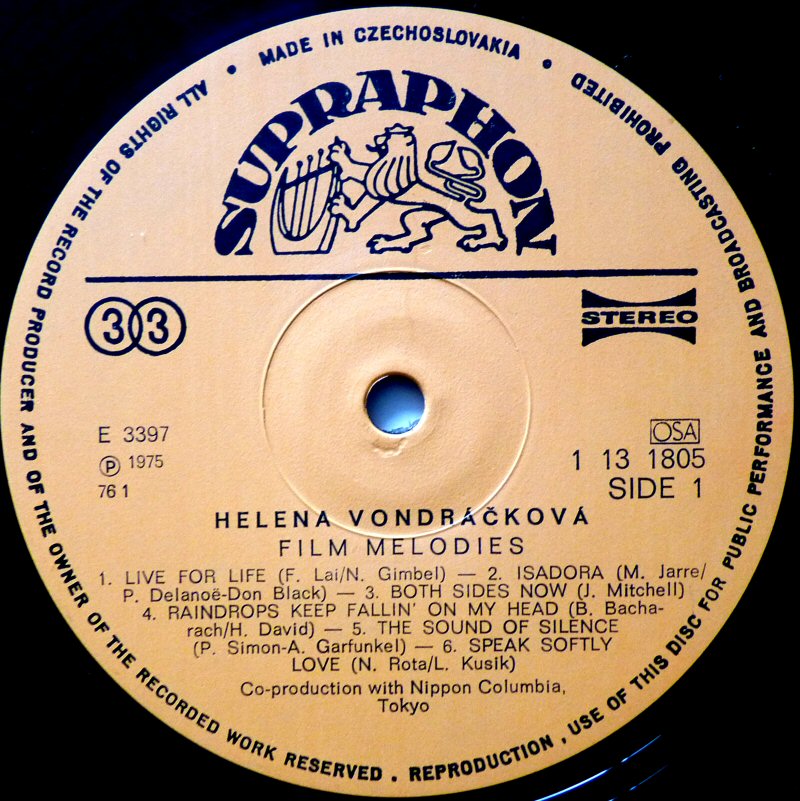 MADE IN CZECHOSLOVAKIA
SUPRAPHON
33
STEREO
E 3397
Ⓟ 1975
76 1
OSA
1 13 1805
SIDE 1
HELENA VONDRÁČKOVÁ
FILM MELODIES
1. LIVE FOR LIFE (F. Lai/N. Gimbel) — 2. ISADORA (M. Jarre/
P. Delanoë-Don Black) — 3. BOTH SIDES NOW (J. Mitchell)
4. RAINDROPS KEEP FALLIN' ON MY HEAD (B. Bacha-
rach/H. David) — 5. THE SOUND OF SILENCE
(P. Simon-A. Garfunkel) — 6. SPEAK SOFTLY
LOVE (N. Rota/L. Kusik)
Co-production with Nippon Columbia,
Tokyo
ALL RIGHTS OF THE RECORD PRODUCER AND OF THE OWNER OF THE RECORDED WORK RESERVED . REPRODUCTION , USE OF THIS DISC FOR PUBLIC PERFORMANCE AND BROADCASTING PROHIBITED